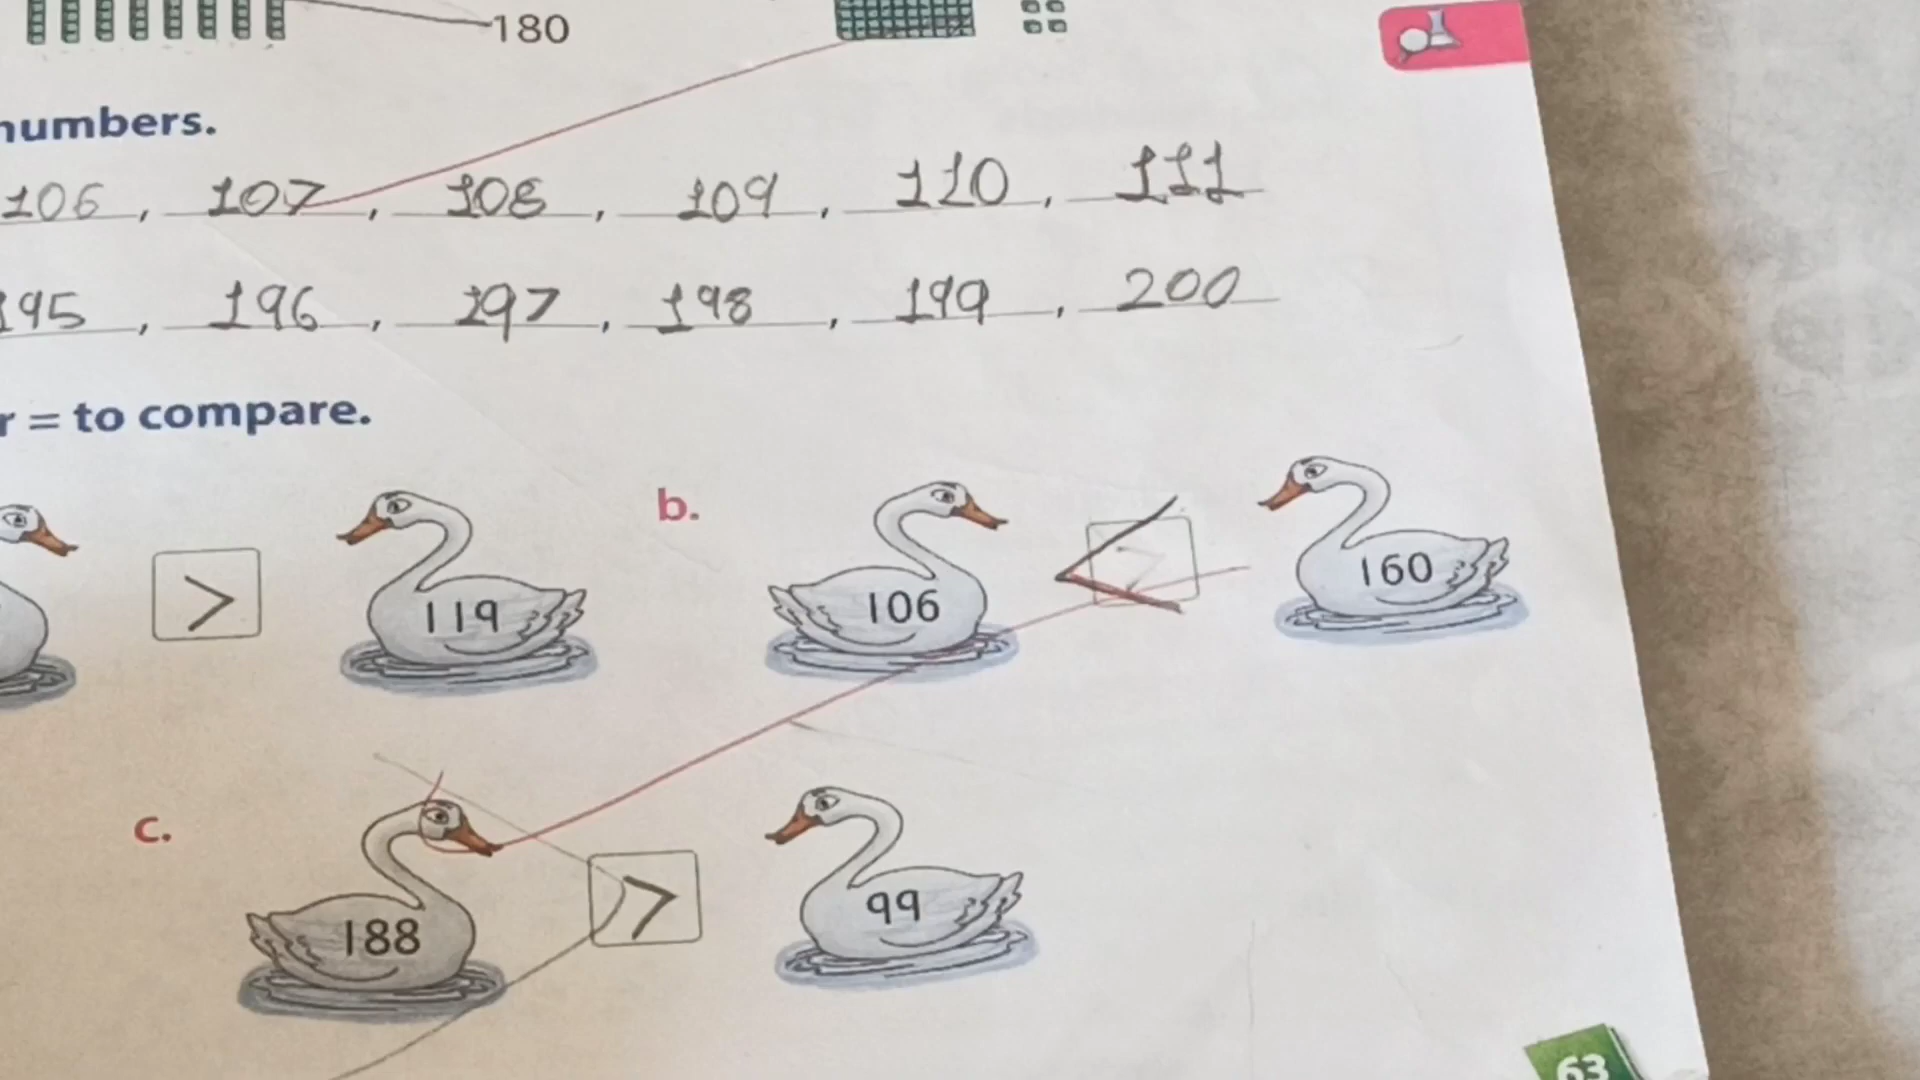 180
numbers.
106, 107, 108, 109, 110, 111
195, 196, 197, 198, 199, 200
r = to compare.
> 119
b. 106 < 160
c. 188 > 99
63